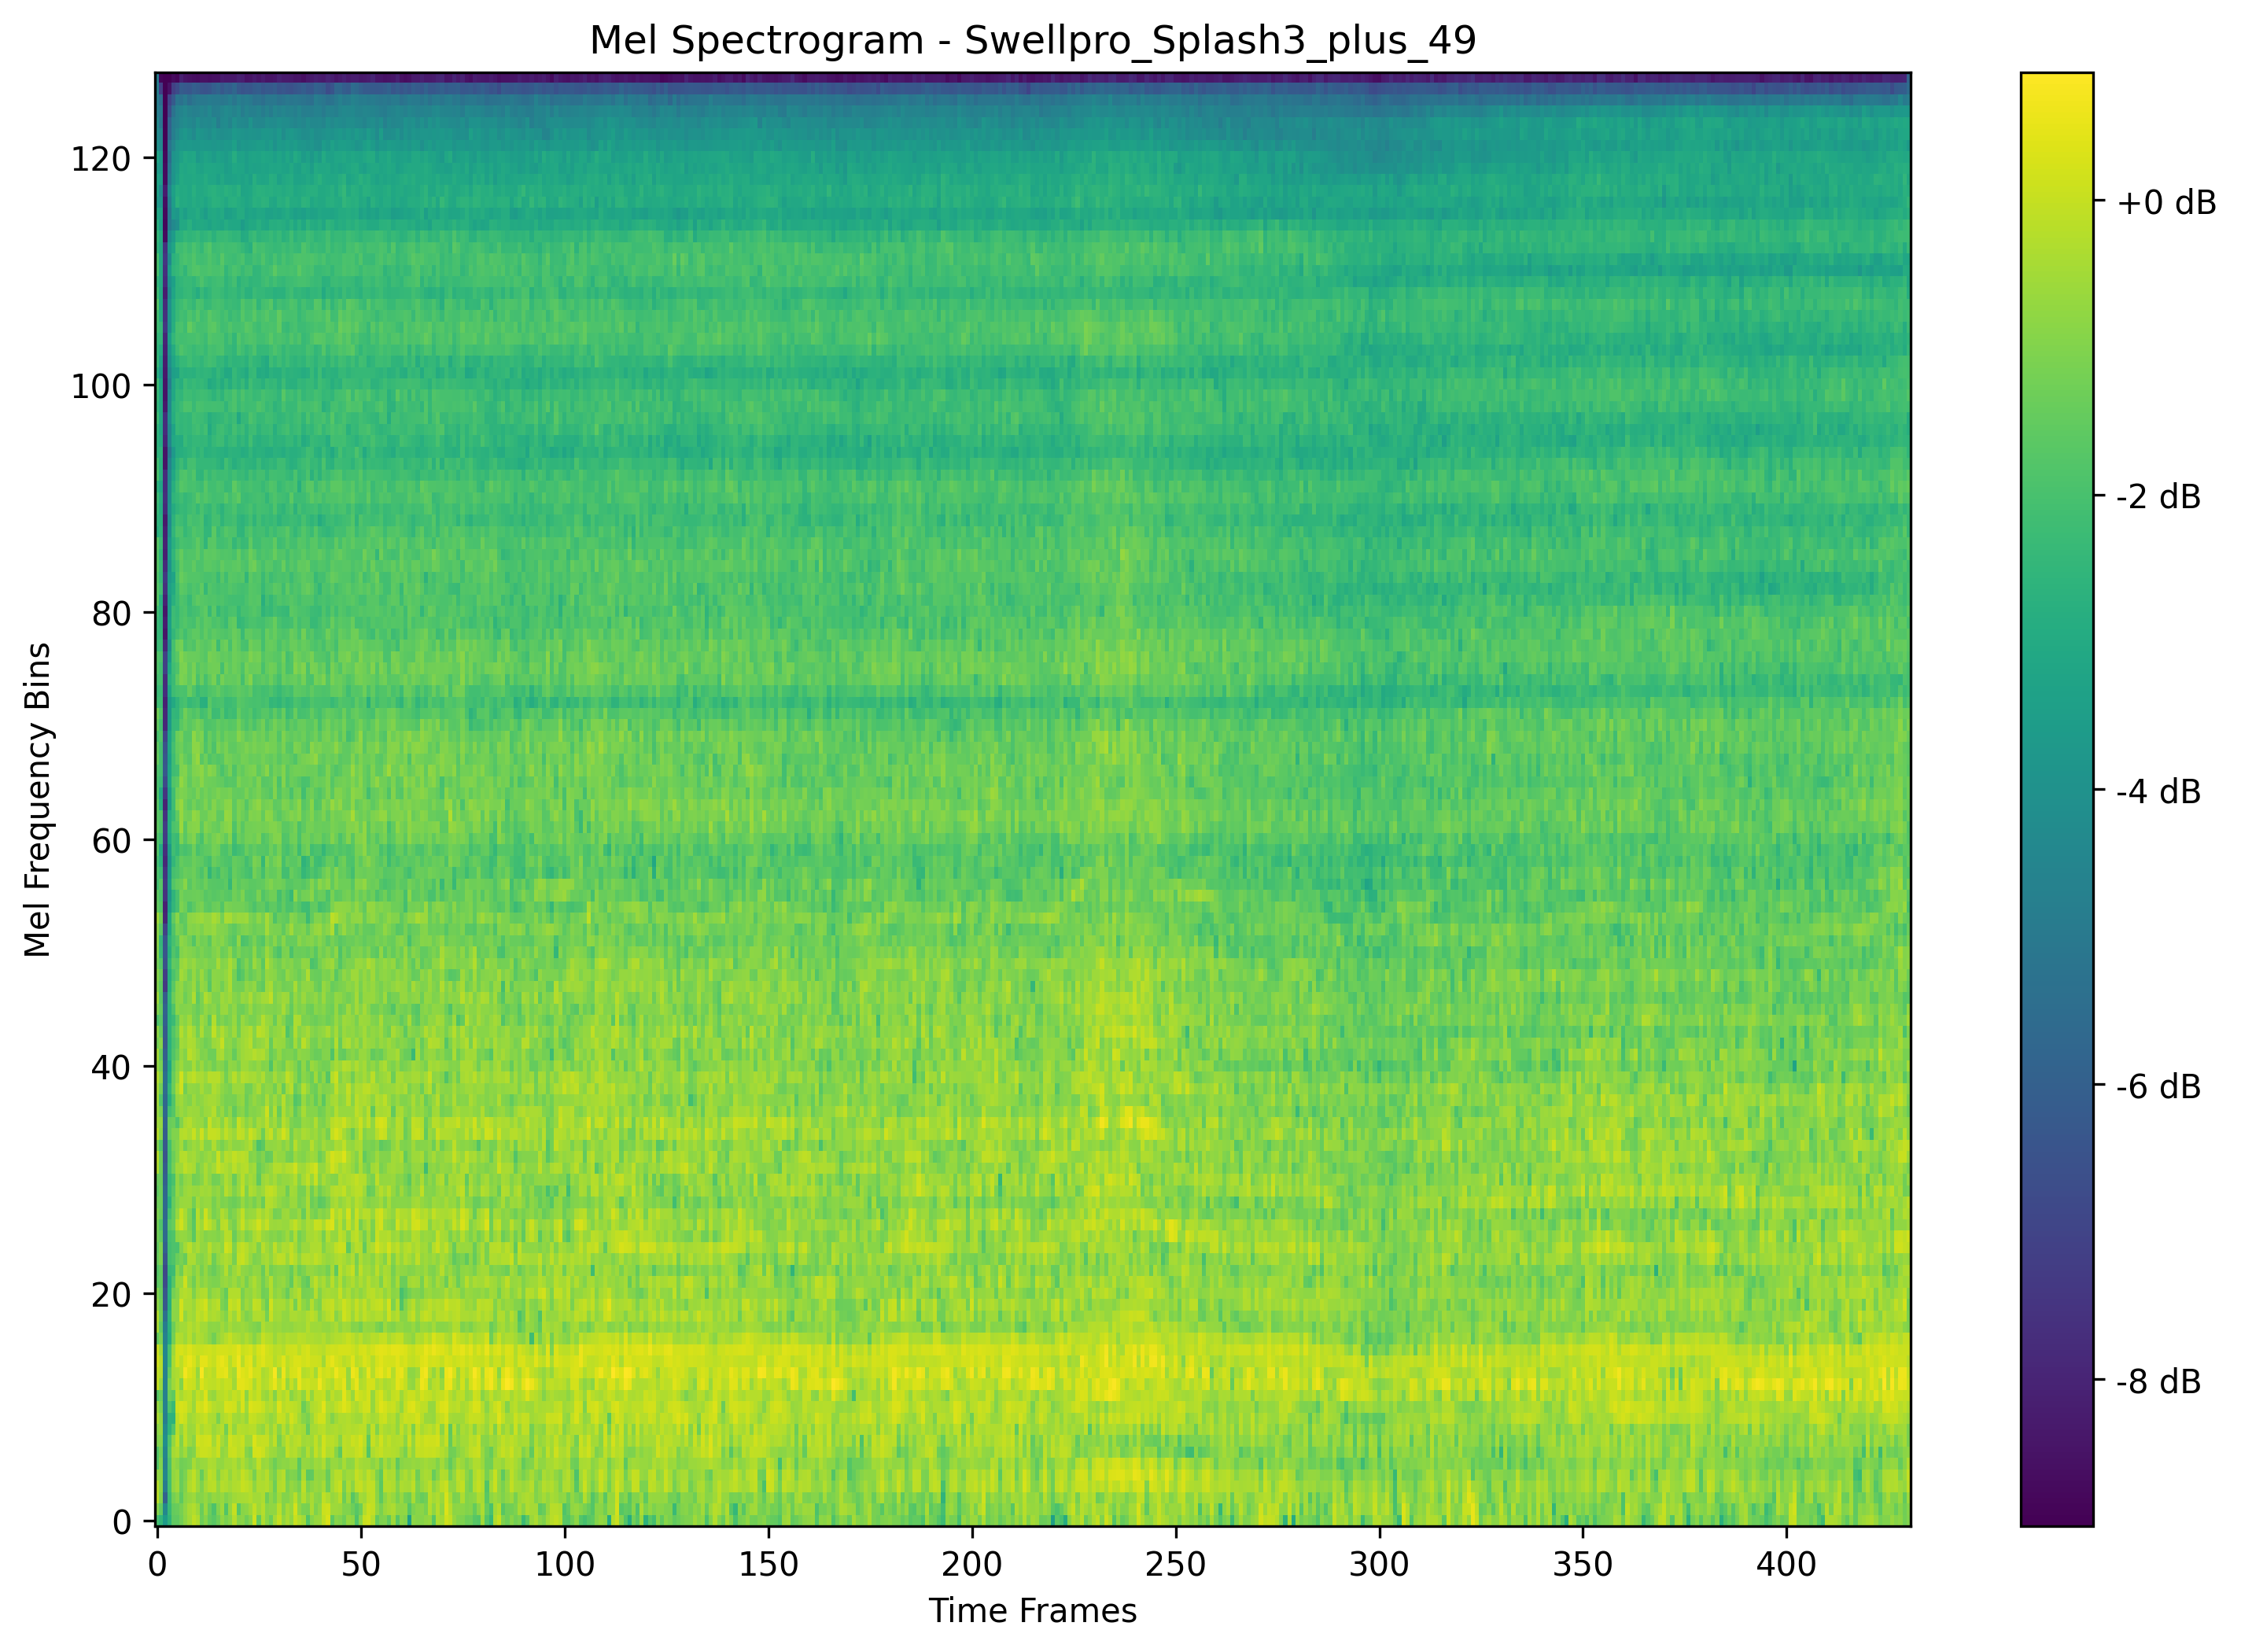 Mel Spectrogram - Swellpro_Splash3_plus_49
Mel Frequency Bins
120
100
80
60
40
20
0
0 50 100 150 200 250 300 350 400
Time Frames
+0 dB
-2 dB
-4 dB
-6 dB
-8 dB